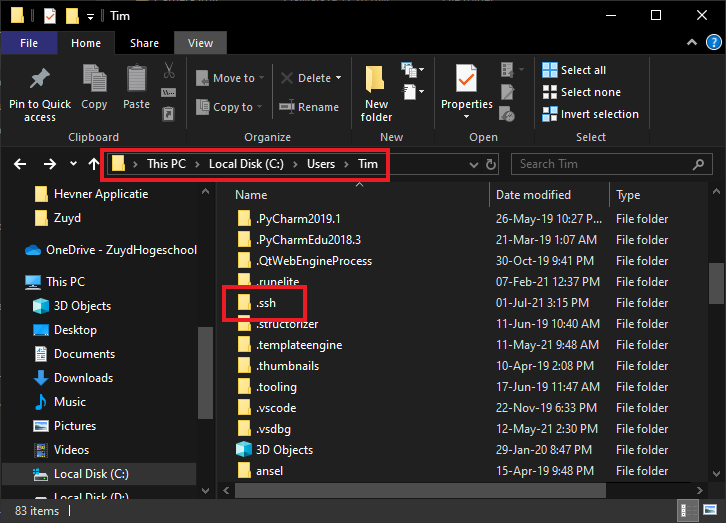 Tim
File Home Share View
Pin to Quick access
Copy
Paste
Move to
Copy to
Delete
Rename
New folder
Properties
Select all
Select none
Invert selection
Clipboard Organize New Open Select
This PC > Local Disk (C:) > Users > Tim
Search Tim
Hevner Applicatie
Zuyd
OneDrive - ZuydHogeschool
This PC
3D Objects
Desktop
Documents
Downloads
Music
Pictures
Videos
Local Disk (C:)
Local Disk (D:)
Name Date modified Type
.PyCharm2019.1 26-May-19 10:27 P... File folder
.PyCharmEdu2018.3 21-Mar-19 1:07 AM File folder
.QtWebEngineProcess 30-Oct-19 9:41 PM File folder
.runelite 07-Feb-21 12:37 PM File folder
.ssh 01-Jul-21 3:15 PM File folder
.structorizer 11-Jun-19 10:40 AM File folder
.templateengine 11-May-21 9:48 AM File folder
.thumbnails 10-Apr-19 2:08 PM File folder
.tooling 17-Jun-19 11:47 AM File folder
.vscode 22-Nov-19 6:33 PM File folder
.vsdbg 12-May-21 2:30 PM File folder
3D Objects 29-Jan-20 8:47 PM File folder
ansel 15-Apr-19 9:48 PM File folder
83 items